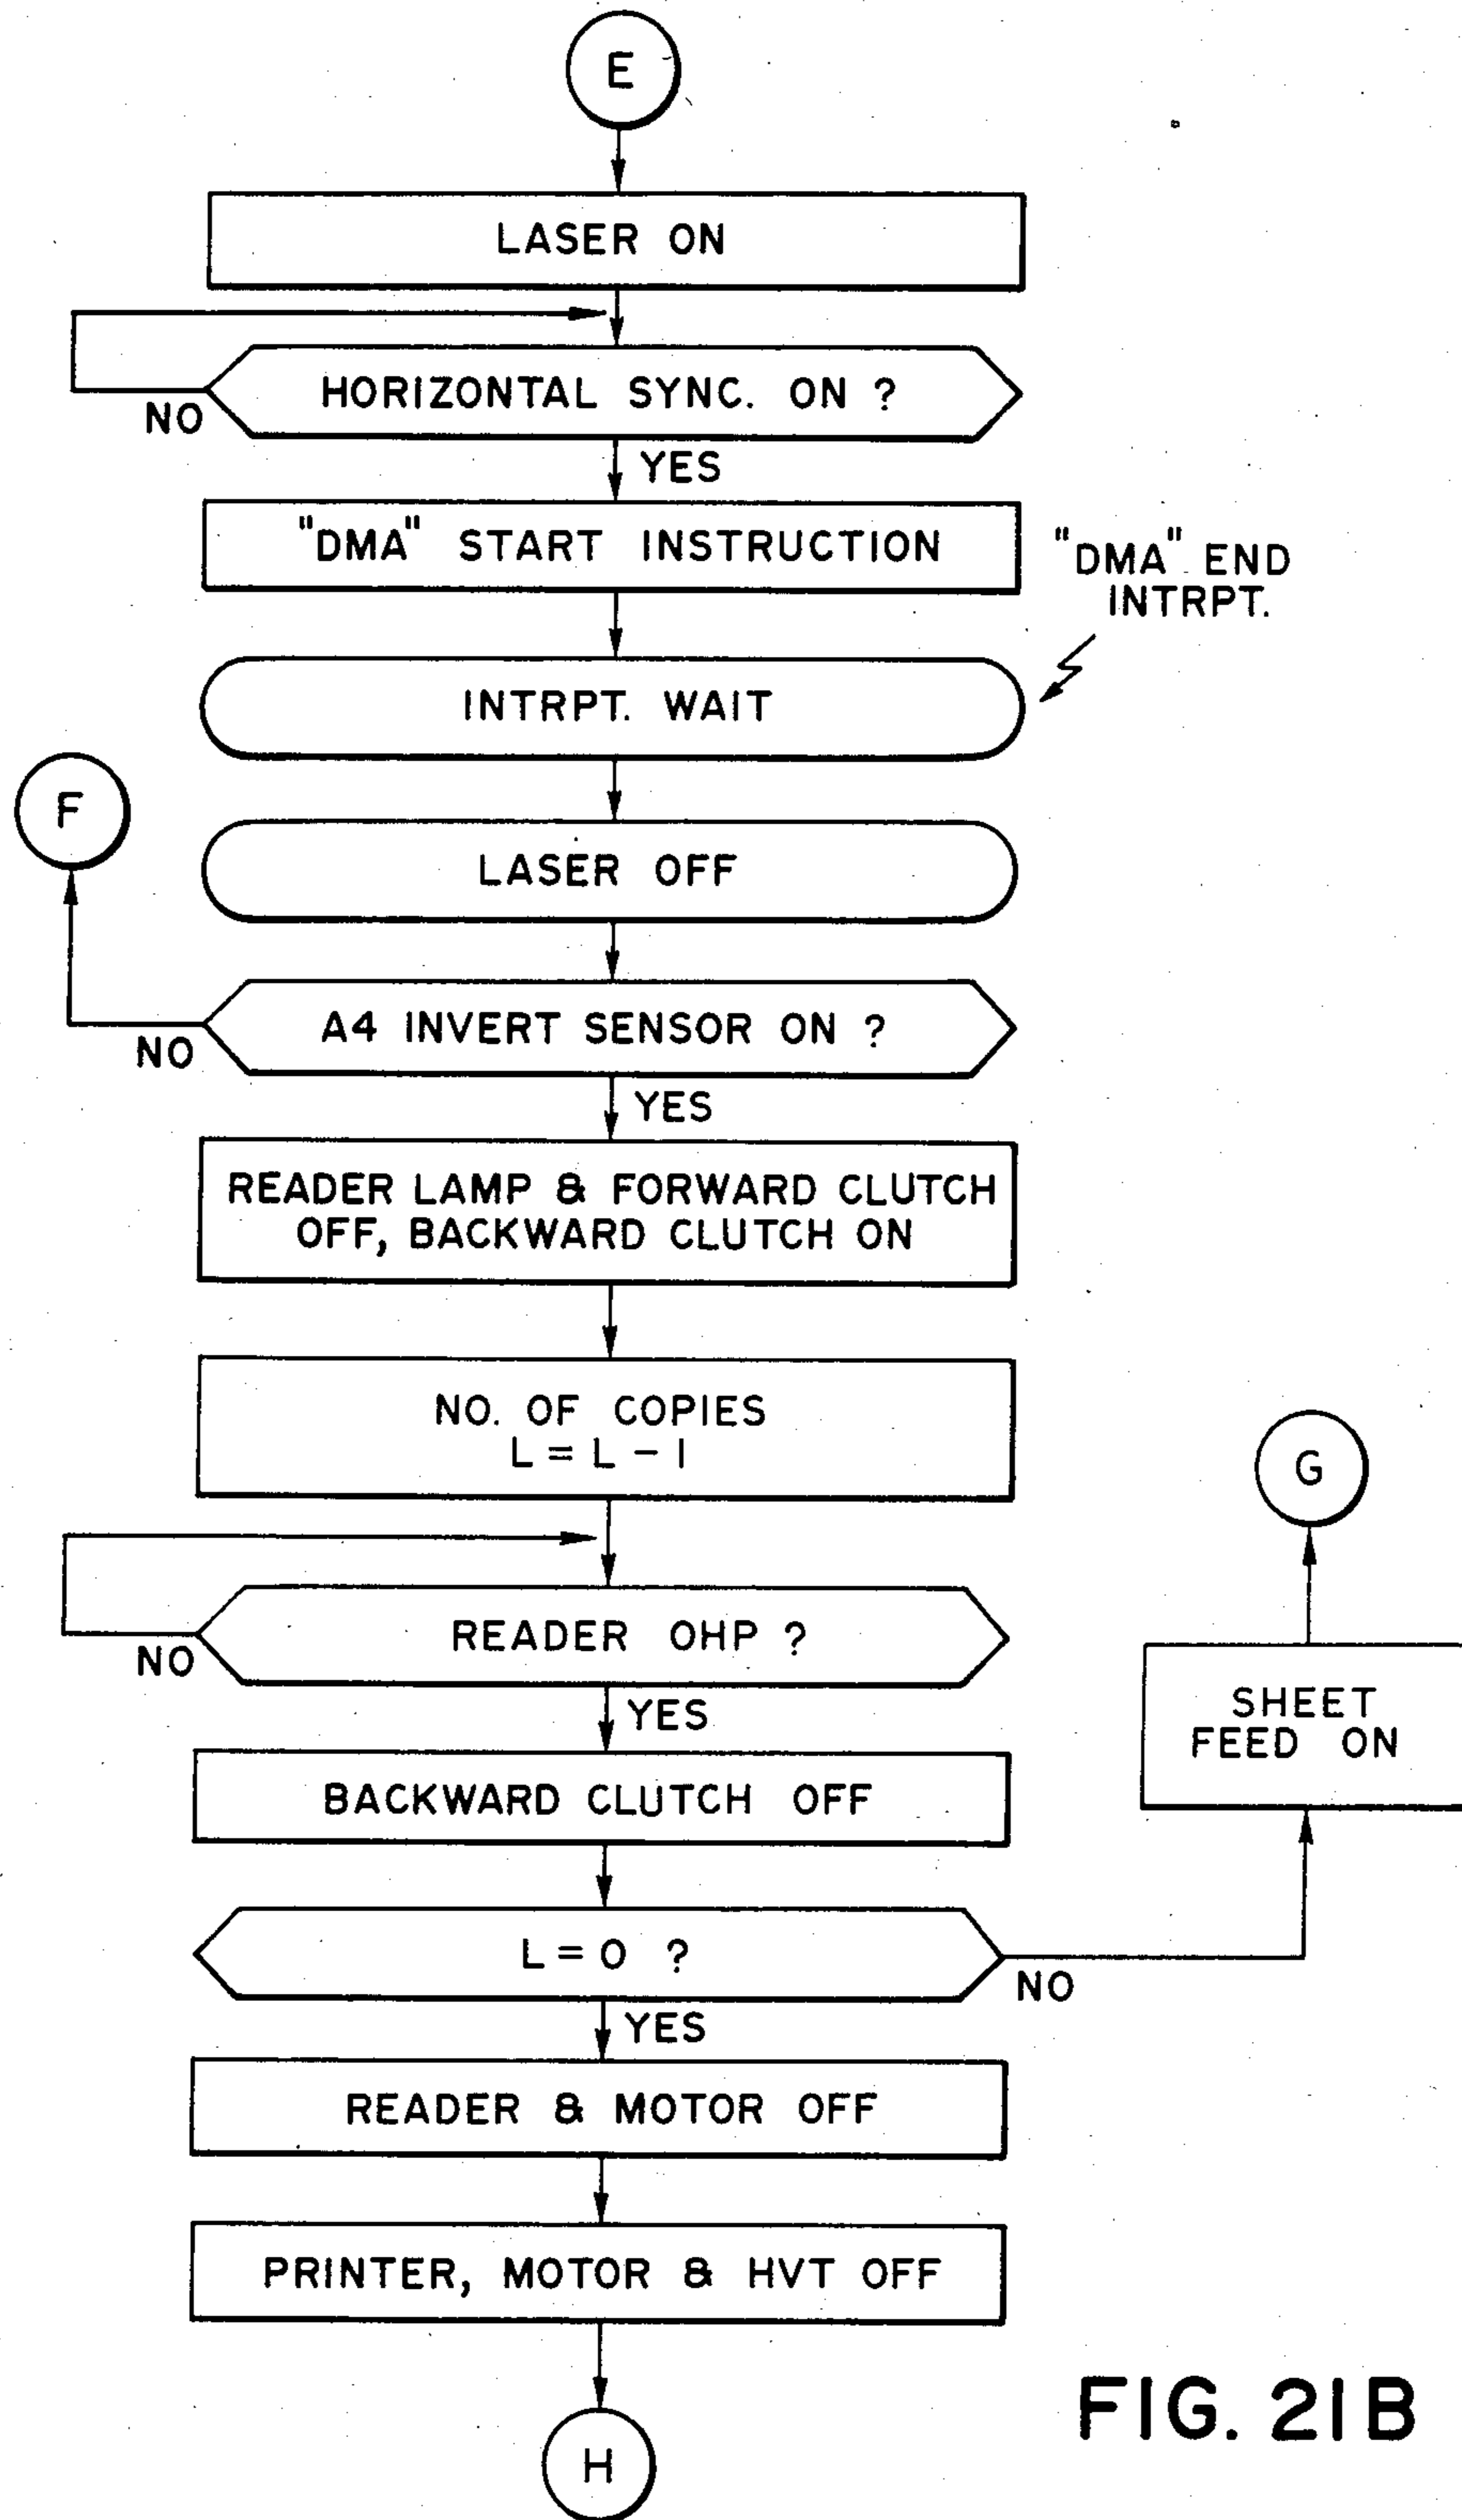 E
LASER ON
HORIZONTAL SYNC. ON ?
NO
YES
"DMA" START INSTRUCTION
"DMA" END
INTRPT.
INTRPT. WAIT
F
LASER OFF
A4 INVERT SENSOR ON ?
NO
YES
READER LAMP & FORWARD CLUTCH
OFF, BACKWARD CLUTCH ON
NO. OF COPIES
L = L - 1
G
READER OHP ?
NO
YES
SHEET
FEED ON
BACKWARD CLUTCH OFF
L = 0 ?
NO
YES
READER & MOTOR OFF
PRINTER, MOTOR & HVT OFF
H
FIG. 21B